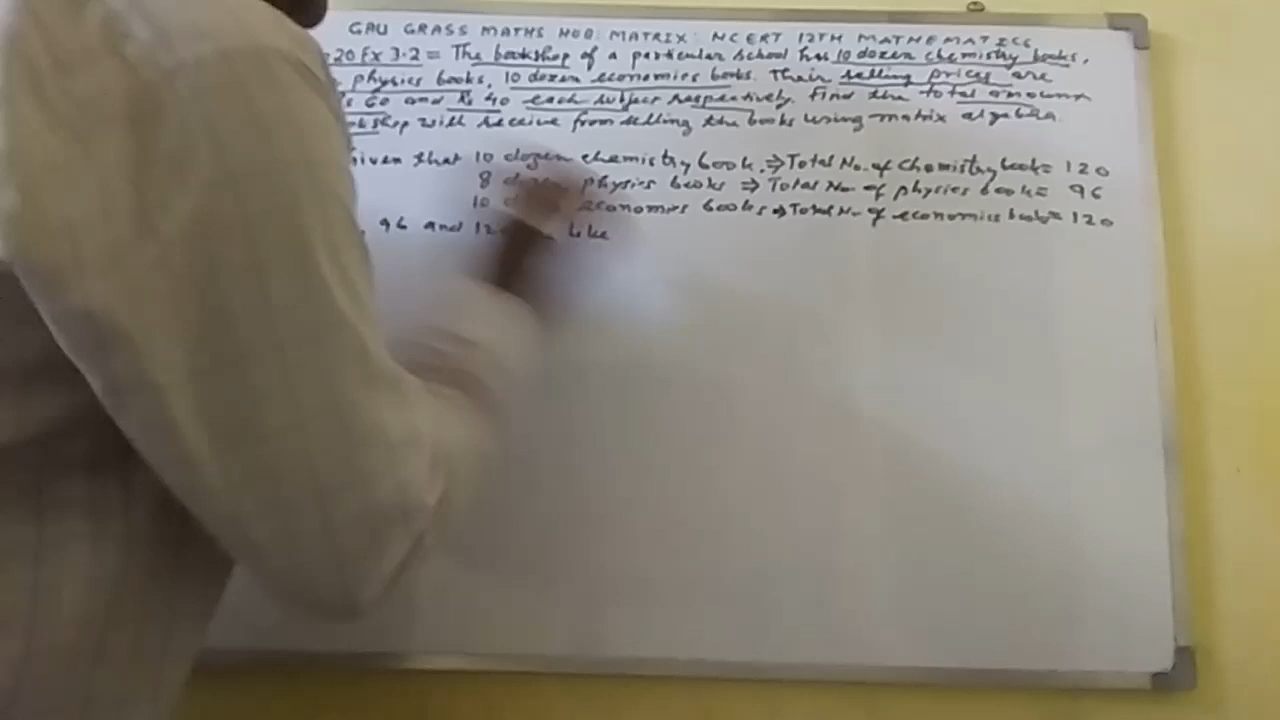 GAU GRASS MATHS HUB: MATRIX: NCERT 12TH MATHEMATICS
20 Ex 3.2 = The bookshop of a particular school has 10 dozen chemistry books,
physics books, 10 dozen economics books. Their selling prices are
60 and Rs 40 each subject respectively. Find the total amount
shop will receive from selling the books using matrix algebra.
Given that 10 dozen chemistry book. ⇒ Total No. of Chemistry book = 120
8 physics books ⇒ Total No. of physics book = 96
10 economics books ⇒ Total No. of economics book = 120
96 and like